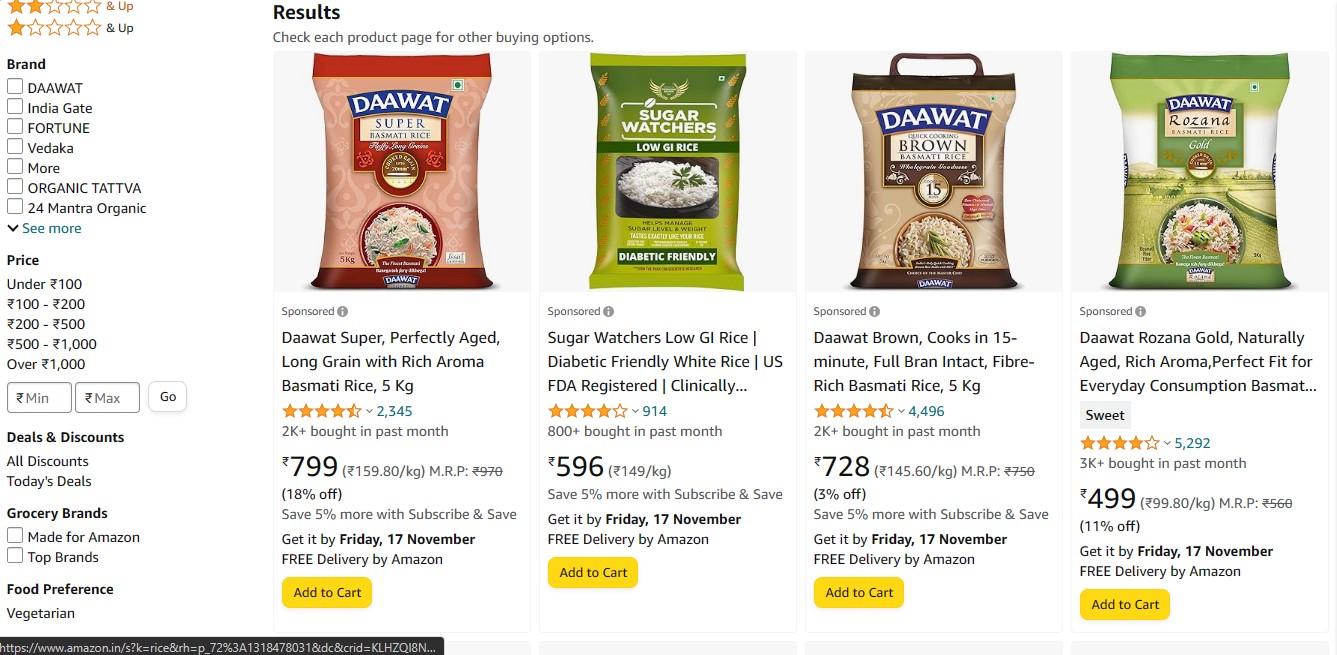 & Up
& Up
Brand
DAAWAT
India Gate
FORTUNE
Vedaka
More
ORGANIC TATTVA
24 Mantra Organic
See more
Price
Under ₹100
₹100 - ₹200
₹200 - ₹500
₹500 - ₹1,000
Over ₹1,000
₹ Min
₹ Max
Go
Deals & Discounts
All Discounts
Today's Deals
Grocery Brands
Made for Amazon
Top Brands
Food Preference
Vegetarian
https://www.amazon.in/s?k=rice&rh=p_72%3A1318478031&dc&crid=KLHZQI8N...
Results
Check each product page for other buying options.
DAAWAT
SUPER
BASMATI RICE
Fluffy Long Grains
5Kg
The Finest Basmati
DAAWAT
Sponsored
Daawat Super, Perfectly Aged,
Long Grain with Rich Aroma
Basmati Rice, 5 Kg
2,345
2K+ bought in past month
₹799 (₹159.80/kg) M.R.P: ₹970
(18% off)
Save 5% more with Subscribe & Save
Get it by Friday, 17 November
FREE Delivery by Amazon
Add to Cart
SUGAR
WATCHERS
LOW GI RICE
HELPS MANAGE
SUGAR LEVEL & WEIGHT
TASTES EXACTLY LIKE YOUR RICE
DIABETIC FRIENDLY
Sponsored
Sugar Watchers Low GI Rice |
Diabetic Friendly White Rice | US
FDA Registered | Clinically...
914
800+ bought in past month
₹596 (₹149/kg)
Save 5% more with Subscribe & Save
Get it by Friday, 17 November
FREE Delivery by Amazon
Add to Cart
DAAWAT
QUICK COOKING
BROWN
BASMATI RICE
Wholegrain Goodness
15
DAAWAT
Sponsored
Daawat Brown, Cooks in 15-
minute, Full Bran Intact, Fibre-
Rich Basmati Rice, 5 Kg
4,496
2K+ bought in past month
₹728 (₹145.60/kg) M.R.P: ₹750
(3% off)
Save 5% more with Subscribe & Save
Get it by Friday, 17 November
FREE Delivery by Amazon
Add to Cart
DAAWAT
Rozana
BASMATI RICE
Gold
The Finest Basmati
DAAWAT
Sponsored
Daawat Rozana Gold, Naturally
Aged, Rich Aroma,Perfect Fit for
Everyday Consumption Basmat...
Sweet
5,292
3K+ bought in past month
₹499 (₹99.80/kg) M.R.P: ₹560
(11% off)
Get it by Friday, 17 November
FREE Delivery by Amazon
Add to Cart